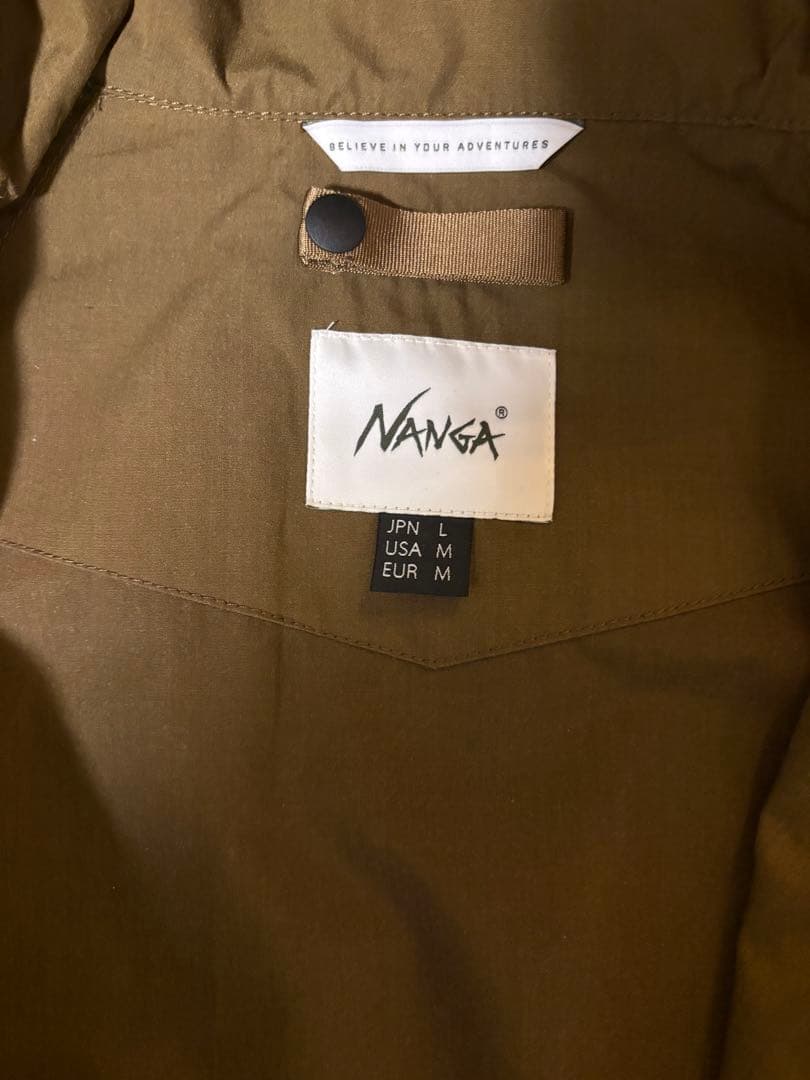 BELIEVE IN YOUR ADVENTURES
NANGA®
JPN L
USA M
EUR M